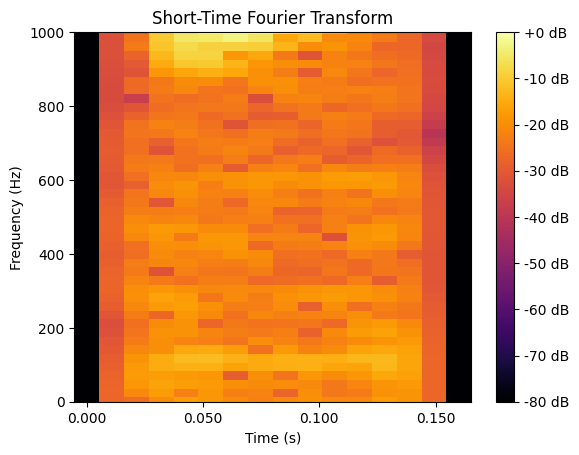 Short-Time Fourier Transform
Frequency (Hz)
1000
800
600
400
200
0
0.000 0.050 0.100 0.150
Time (s)
+0 dB
-10 dB
-20 dB
-30 dB
-40 dB
-50 dB
-60 dB
-70 dB
-80 dB